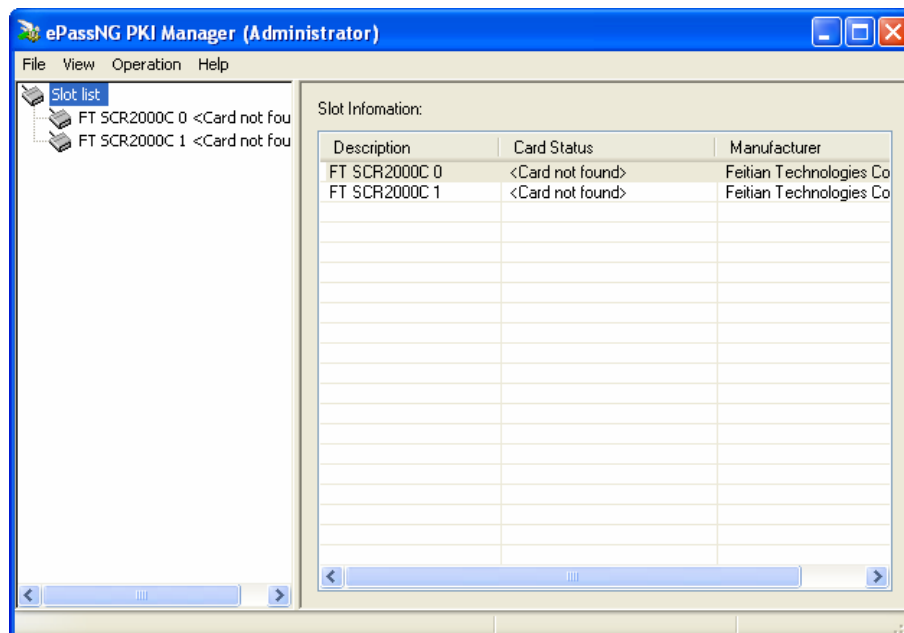 ePassNG PKI Manager (Administrator)
File View Operation Help
Slot list
FT SCR2000C 0 <Card not fou
FT SCR2000C 1 <Card not fou
Slot Infomation:
Description Card Status Manufacturer
FT SCR2000C 0 <Card not found> Feitian Technologies Co
FT SCR2000C 1 <Card not found> Feitian Technologies Co